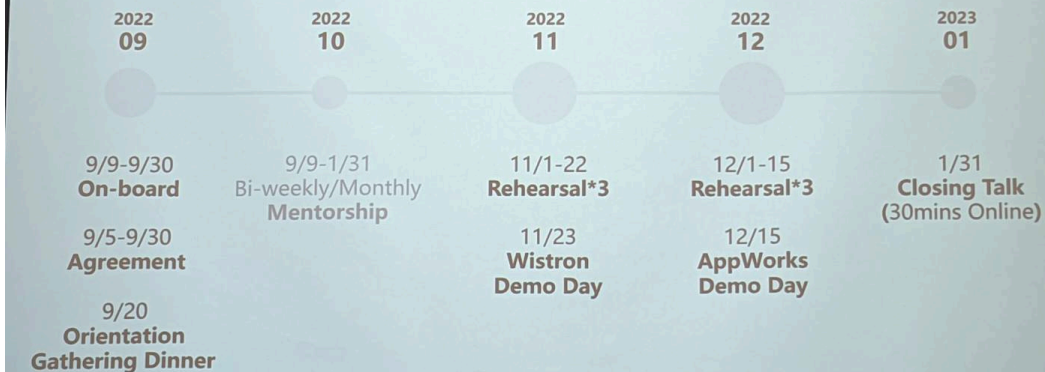 2022
09
2022
10
2022
11
2022
12
2023
01
9/9-9/30
On-board
9/5-9/30
Agreement
9/20
Orientation
Gathering Dinner
9/9-1/31
Bi-weekly/Monthly
Mentorship
11/1-22
Rehearsal*3
11/23
Wistron
Demo Day
12/1-15
Rehearsal*3
12/15
AppWorks
Demo Day
1/31
Closing Talk
(30mins Online)